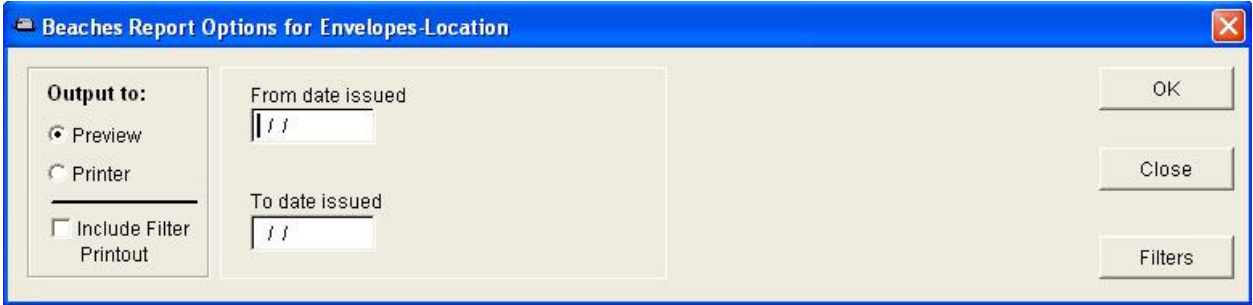 Beaches Report Options for Envelopes-Location
Output to:
Preview
Printer
Include Filter
Printout
From date issued
/ /
To date issued
/ /
OK
Close
Filters